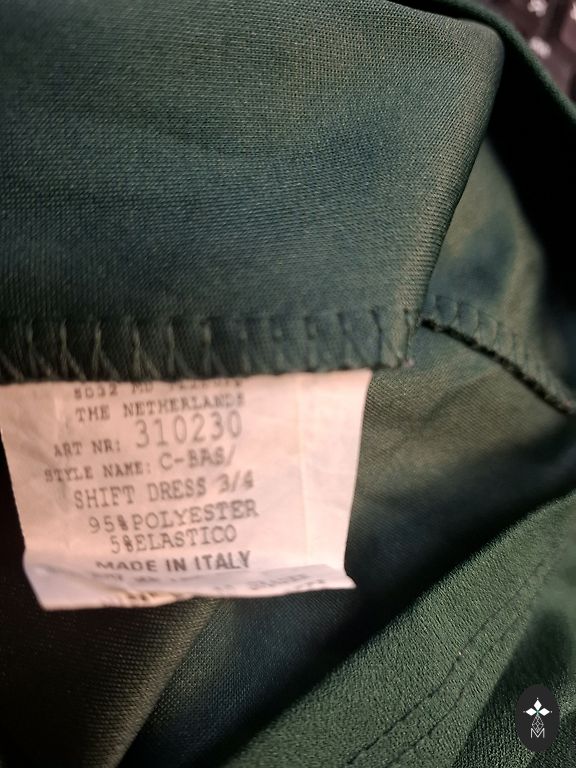 THE NETHERLANDS
ART NR: 310230
STYLE NAME: C-BAS/
SHIFT DRESS 3/4
95%POLYESTER
5%ELASTICO
MADE IN ITALY
M